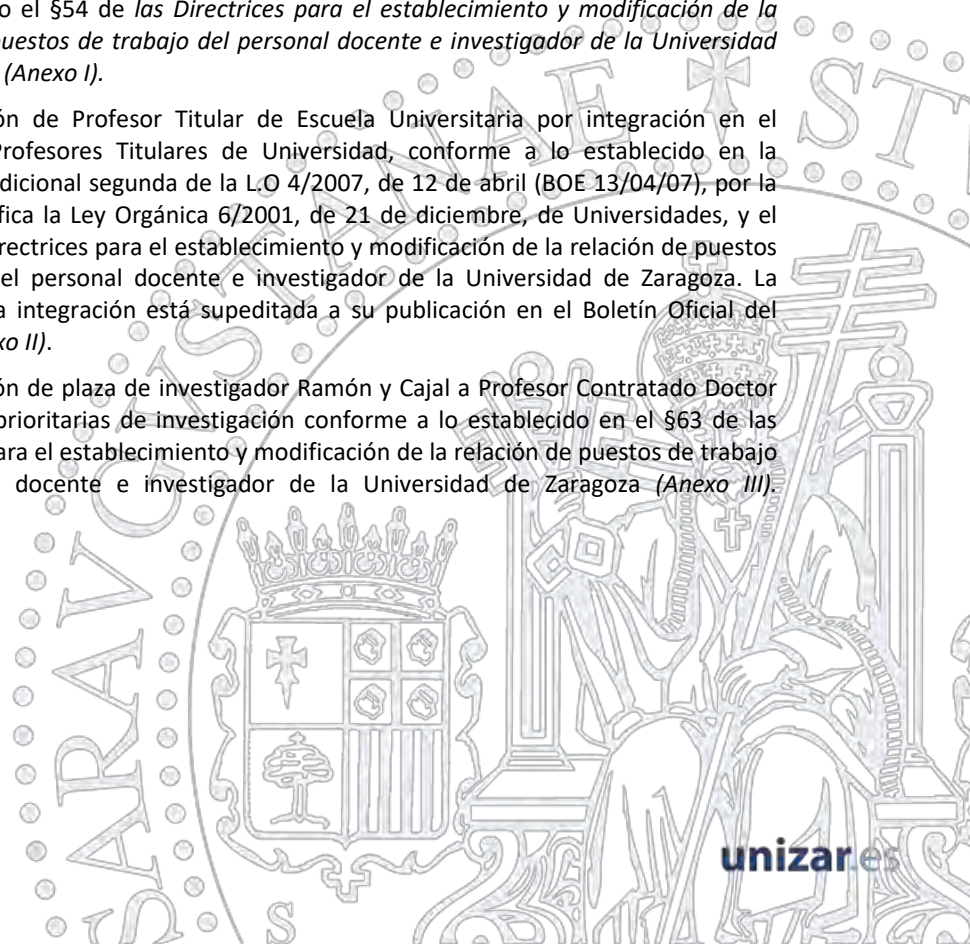 o el §54 de las Directrices para el establecimiento y modificación de la
puestos de trabajo del personal docente e investigador de la Universidad
(Anexo I).
ón de Profesor Titular de Escuela Universitaria por integración en el
Profesores Titulares de Universidad, conforme a lo establecido en la
dicional segunda de la L.O 4/2007, de 12 de abril (BOE 13/04/07), por la
fica la Ley Orgánica 6/2001, de 21 de diciembre, de Universidades, y el
irectrices para el establecimiento y modificación de la relación de puestos
el personal docente e investigador de la Universidad de Zaragoza. La
a integración está supeditada a su publicación en el Boletín Oficial del
xo II).
ón de plaza de investigador Ramón y Cajal a Profesor Contratado Doctor
prioritarias de investigación conforme a lo establecido en el §63 de las
ara el establecimiento y modificación de la relación de puestos de trabajo
docente e investigador de la Universidad de Zaragoza (Anexo III).
S SARAVGVSTANAE STV
unizar.es